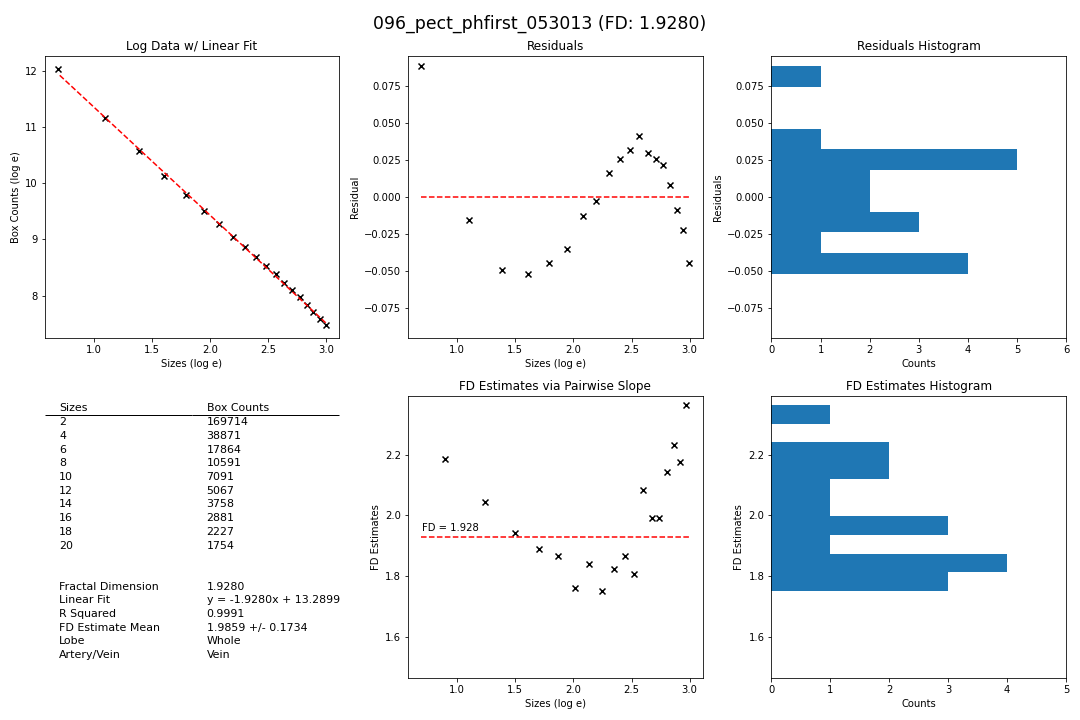 096_pect_phfirst_053013 (FD: 1.9280)
Log Data w/ Linear Fit
12
11
10
9
8
Box Counts (log e)
1.0 1.5 2.0 2.5 3.0
Sizes (log e)
Residuals
0.075
0.050
0.025
0.000
−0.025
−0.050
−0.075
Residual
1.0 1.5 2.0 2.5 3.0
Sizes (log e)
Residuals Histogram
0.075
0.050
0.025
0.000
−0.025
−0.050
−0.075
Residuals
0 1 2 3 4 5 6
Counts
Sizes Box Counts
2 169714
4 38871
6 17864
8 10591
10 7091
12 5067
14 3758
16 2881
18 2227
20 1754
Fractal Dimension 1.9280
Linear Fit y = -1.9280x + 13.2899
R Squared 0.9991
FD Estimate Mean 1.9859 +/- 0.1734
Lobe Whole
Artery/Vein Vein
FD Estimates via Pairwise Slope
2.2
2.0
1.8
1.6
FD Estimates
FD = 1.928
1.0 1.5 2.0 2.5 3.0
Sizes (log e)
FD Estimates Histogram
2.2
2.0
1.8
1.6
FD Estimates
0 1 2 3 4 5
Counts